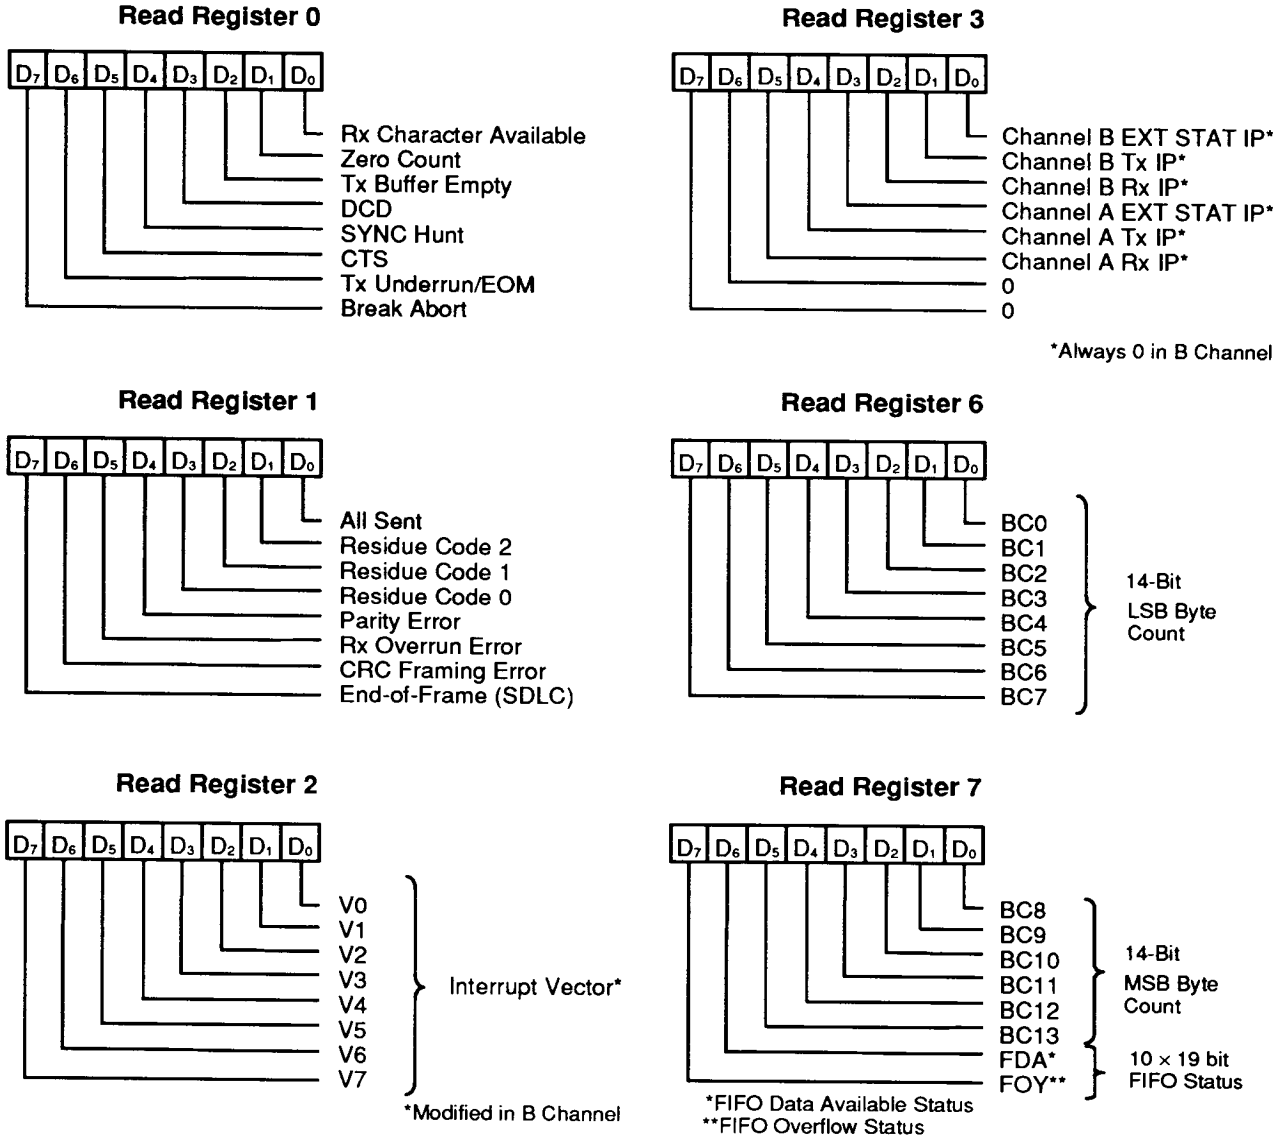 Read Register 0
D7 D6 D5 D4 D3 D2 D1 D0
Rx Character Available
Zero Count
Tx Buffer Empty
DCD
SYNC Hunt
CTS
Tx Underrun/EOM
Break Abort
Read Register 3
D7 D6 D5 D4 D3 D2 D1 D0
Channel B EXT STAT IP*
Channel B Tx IP*
Channel B Rx IP*
Channel A EXT STAT IP*
Channel A Tx IP*
Channel A Rx IP*
0
0
*Always 0 in B Channel
Read Register 1
D7 D6 D5 D4 D3 D2 D1 D0
All Sent
Residue Code 2
Residue Code 1
Residue Code 0
Parity Error
Rx Overrun Error
CRC Framing Error
End-of-Frame (SDLC)
Read Register 6
D7 D6 D5 D4 D3 D2 D1 D0
BC0
BC1
BC2
BC3
BC4
BC5
BC6
BC7
14-Bit
LSB Byte
Count
Read Register 2
D7 D6 D5 D4 D3 D2 D1 D0
V0
V1
V2
V3
V4
V5
V6
V7
Interrupt Vector*
*Modified in B Channel
Read Register 7
D7 D6 D5 D4 D3 D2 D1 D0
BC8
BC9
BC10
BC11
BC12
BC13
FDA*
FOY**
14-Bit
MSB Byte
Count
10 × 19 bit
FIFO Status
*FIFO Data Available Status
**FIFO Overflow Status